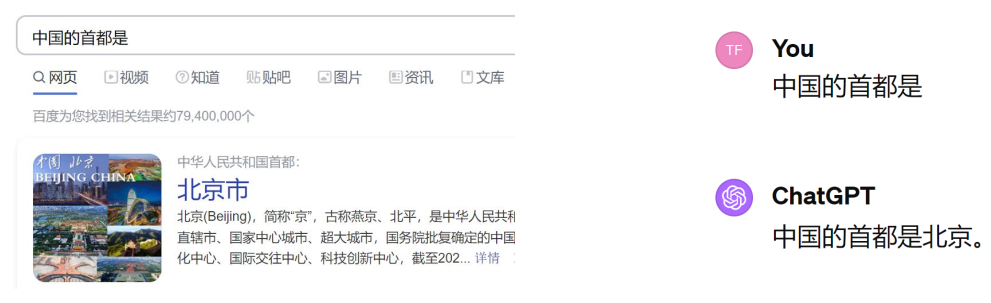 中国的首都是
网页 视频 知道 贴吧 图片 资讯 文库
百度为您找到相关结果约79,400,000个
中国 北京
BEIJING CHINA
中华人民共和国首都：
北京市
北京(Beijing)，简称“京”，古称燕京、北平，是中华人民共和
直辖市、国家中心城市、超大城市，国务院批复确定的中国
化中心、国际交往中心、科技创新中心，截至202... 详情
TF
You
中国的首都是
ChatGPT
中国的首都是北京。